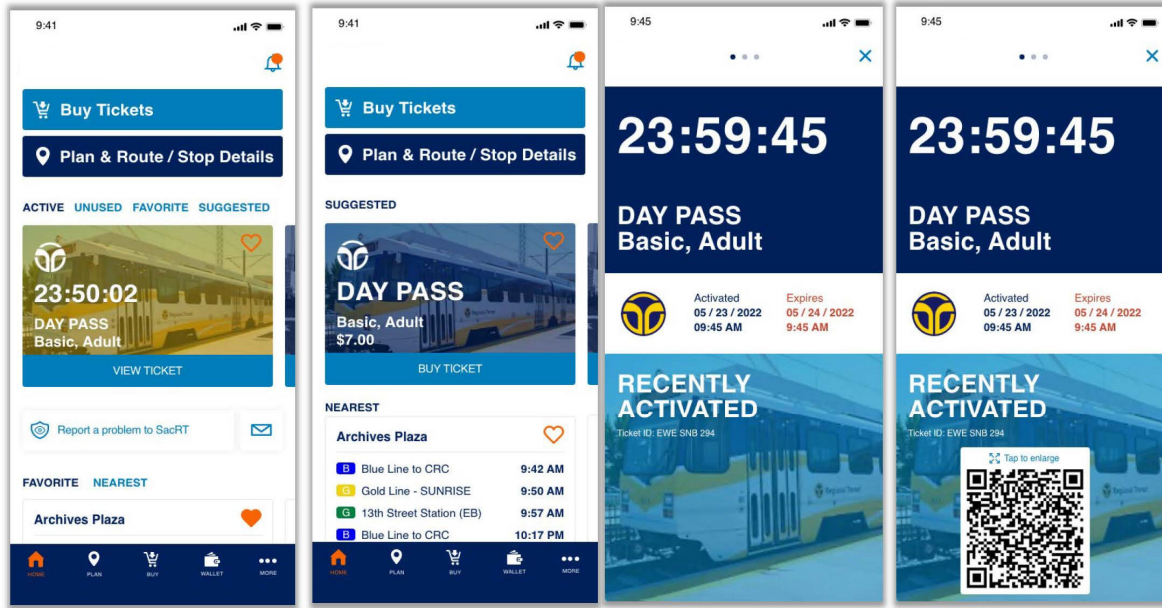 9:41
Buy Tickets
Plan & Route / Stop Details
ACTIVE UNUSED FAVORITE SUGGESTED
23:50:02
DAY PASS
Basic, Adult
VIEW TICKET
Report a problem to SacRT
FAVORITE NEAREST
Archives Plaza
HOME PLAN BUY WALLET MORE
9:41
Buy Tickets
Plan & Route / Stop Details
SUGGESTED
DAY PASS
Basic, Adult
$7.00
BUY TICKET
NEAREST
Archives Plaza
B Blue Line to CRC 9:42 AM
G Gold Line - SUNRISE 9:50 AM
G 13th Street Station (EB) 9:57 AM
B Blue Line to CRC 10:17 PM
HOME PLAN BUY WALLET MORE
9:45
23:59:45
DAY PASS
Basic, Adult
Activated Expires
05 / 23 / 2022 05 / 24 / 2022
09:45 AM 9:45 AM
RECENTLY
ACTIVATED
Ticket ID: EWE SNB 294
Regional Transit
9:45
23:59:45
DAY PASS
Basic, Adult
Activated Expires
05 / 23 / 2022 05 / 24 / 2022
09:45 AM 9:45 AM
RECENTLY
ACTIVATED
Ticket ID: EWE SNB 294
Tap to enlarge
Regional Transit